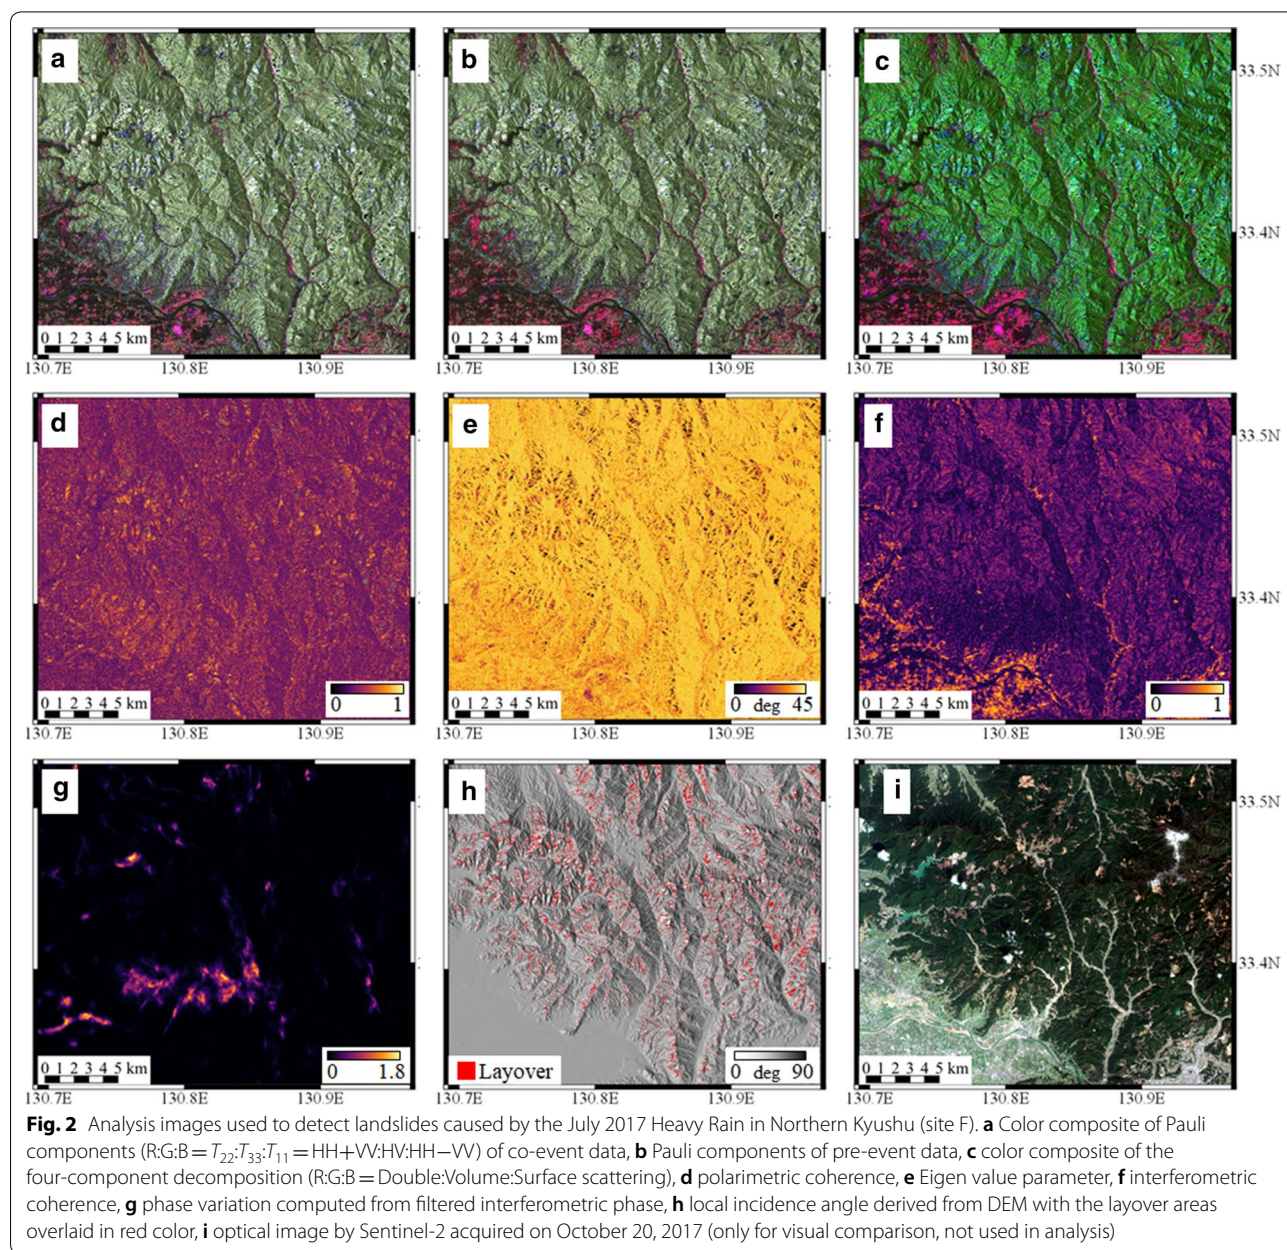 a
b
c
33.5N
33.4N
0 1 2 3 4 5 km
0 1 2 3 4 5 km
0 1 2 3 4 5 km
130.7E 130.8E 130.9E
130.7E 130.8E 130.9E
130.7E 130.8E 130.9E
d
e
f
33.5N
33.4N
0 1 2 3 4 5 km
0 1
0 1 2 3 4 5 km
0 deg 45
0 1 2 3 4 5 km
0 1
130.7E 130.8E 130.9E
130.7E 130.8E 130.9E
130.7E 130.8E 130.9E
g
h
i
33.5N
33.4N
0 1 2 3 4 5 km
0 1.8
Layover
0 deg 90
0 1 2 3 4 5 km
130.7E 130.8E 130.9E
130.7E 130.8E 130.9E
130.7E 130.8E 130.9E
Fig. 2 Analysis images used to detect landslides caused by the July 2017 Heavy Rain in Northern Kyushu (site F). a Color composite of Pauli
components (R:G:B = T22:T33:T11 = HH+VV:HV:HH−VV) of co-event data, b Pauli components of pre-event data, c color composite of the
four-component decomposition (R:G:B = Double:Volume:Surface scattering), d polarimetric coherence, e Eigen value parameter, f interferometric
coherence, g phase variation computed from filtered interferometric phase, h local incidence angle derived from DEM with the layover areas
overlaid in red color, i optical image by Sentinel-2 acquired on October 20, 2017 (only for visual comparison, not used in analysis)